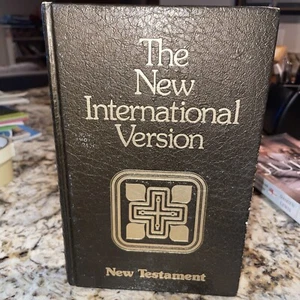 The
New
International
Version
New Testament